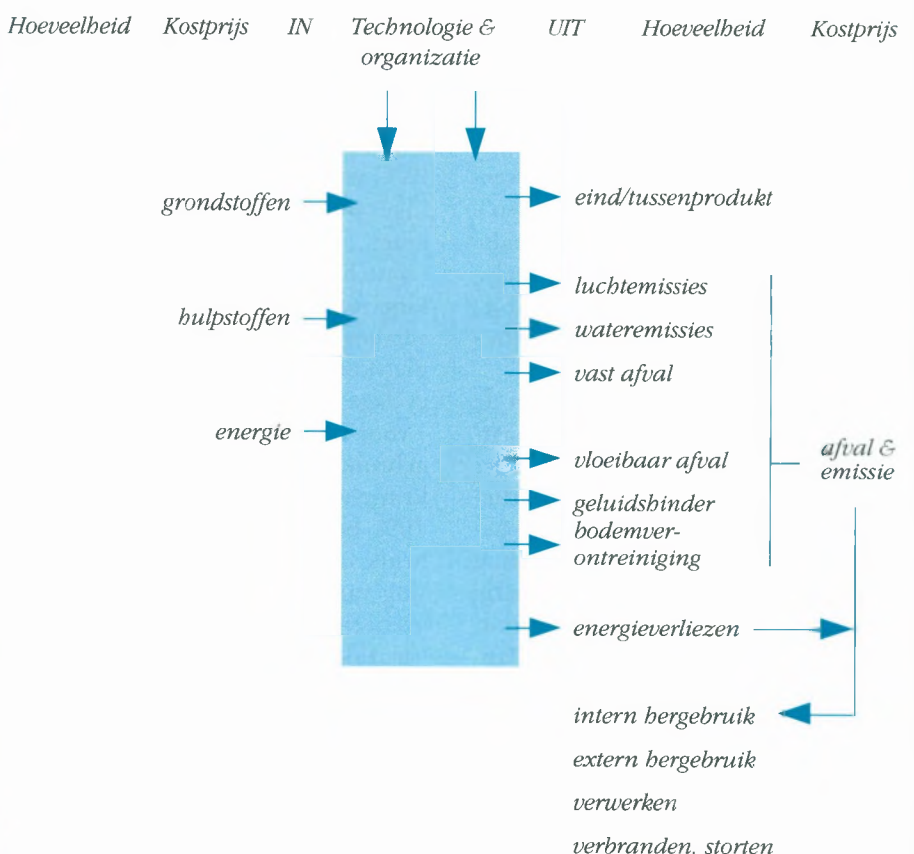 Hoeveelheid Kostprijs IN Technologie & UIT Hoeveelheid Kostprijs
organizatie
grondstoffen
eind/tussenprodukt
luchtemissies
hulpstoffen
wateremissies
vast afval
energie
afval &
vloeibaar afval
emissie
geluidshinder
bodemver-
ontreiniging
energieverliezen
intern hergebruik
extern hergebruik
verwerken
verbranden, storten